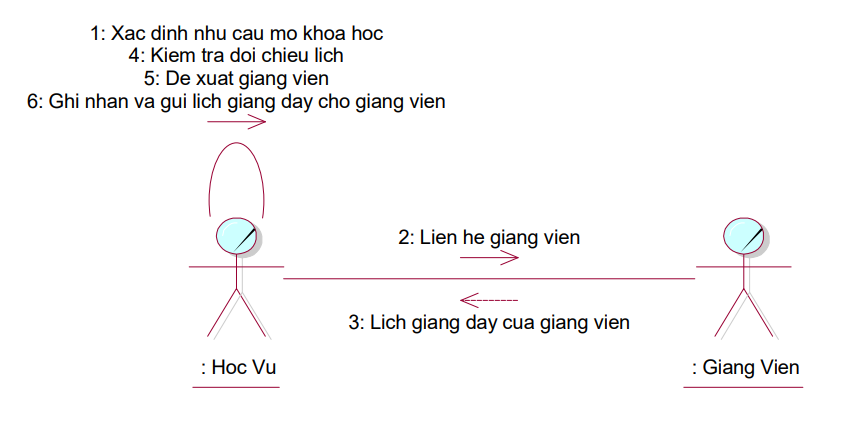 1: Xac dinh nhu cau mo khoa hoc
4: Kiem tra doi chieu lich
5: De xuat giang vien
6: Ghi nhan va gui lich giang day cho giang vien
2: Lien he giang vien
3: Lich giang day cua giang vien
: Hoc Vu
: Giang Vien